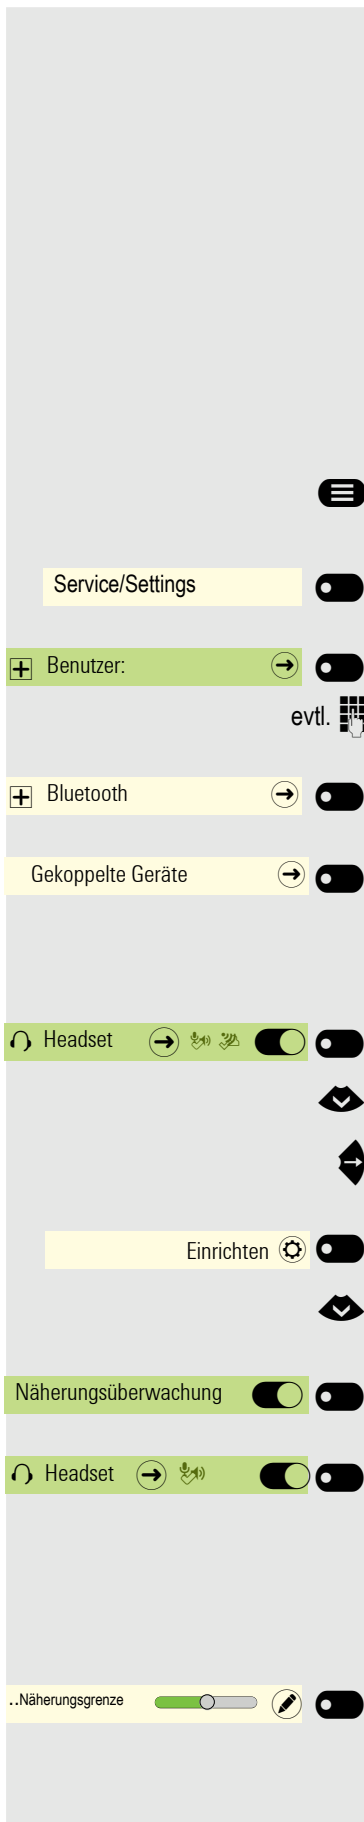 Service/Settings
Benutzer:
evtl.
Bluetooth
Gekoppelte Geräte
Headset
Einrichten
Näherungsüberwachung
Headset
..Näherungsgrenze